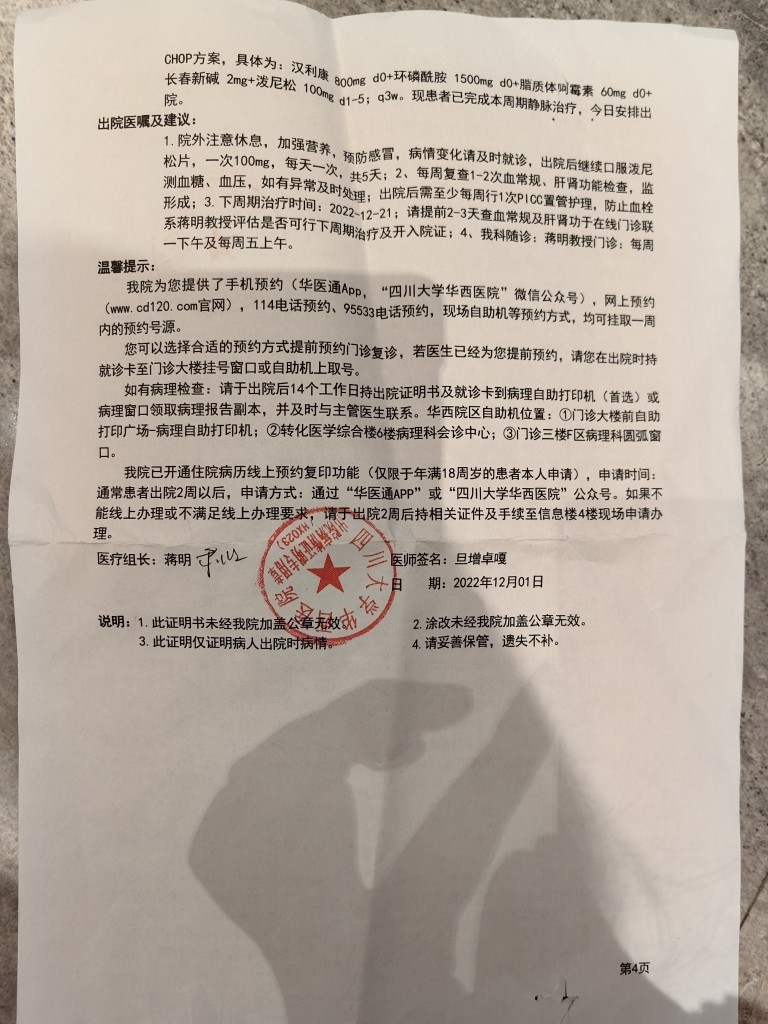 CHOP方案，具体为：汉利康 800mg d0+环磷酰胺 1500mg d0+脂质体阿霉素 60mg d0+
长春新碱 2mg+泼尼松 100mg d1-5；q3w。现患者已完成本周期静脉治疗，今日安排出
院。
出院医嘱及建议：
1.院外注意休息，加强营养，预防感冒，病情变化请及时就诊，出院后继续口服泼尼
松片，一次100mg，每天一次，共5天；2、每周复查1-2次血常规、肝肾功能检查，监
测血糖、血压，如有异常及时处理；出院后需至少每周行1次PICC置管护理，防止血栓
形成；3.下周期治疗时间：2022-12-21；请提前2-3天查血常规及肝肾功于在线门诊联
系蒋明教授评估是否可行下周期治疗及开入院证；4、我科随诊：蒋明教授门诊：每周
一下午及每周五上午。
温馨提示：
我院为您提供了手机预约（华医通App，“四川大学华西医院”微信公众号），网上预约
（www.cd120.com官网），114电话预约、95533电话预约，现场自助机等预约方式，均可挂取一周
内的预约号源。
您可以选择合适的预约方式提前预约门诊复诊，若医生已经为您提前预约，请您在出院时持
就诊卡至门诊大楼挂号窗口或自助机上取号。
如有病理检查：请于出院后14个工作日持出院证明书及就诊卡到病理自助打印机（首选）或
病理窗口领取病理报告副本，并及时与主管医生联系。华西院区自助机位置：①门诊大楼前自助
打印广场-病理自助打印机；②转化医学综合楼6楼病理科会诊中心；③门诊三楼F区病理科圆弧窗
口。
我院已开通住院病历线上预约复印功能（仅限于年满18周岁的患者本人申请），申请时间：
通常患者出院2周以后，申请方式：通过“华医通APP”或“四川大学华西医院”公众号。如果不
能线上办理或不满足线上办理要求，请于出院2周后持相关证件及手续至信息楼4楼现场申请办
理。
医疗组长：蒋明 医师签名：旦增卓嘎
日 期：2022年12月01日
四川大学华西医院
HX023)
说明：1.此证明书未经我院加盖公章无效。 2.涂改未经我院加盖公章无效。
3.此证明仅证明病人出院时病情。 4.请妥善保管，遗失不补。
第4页